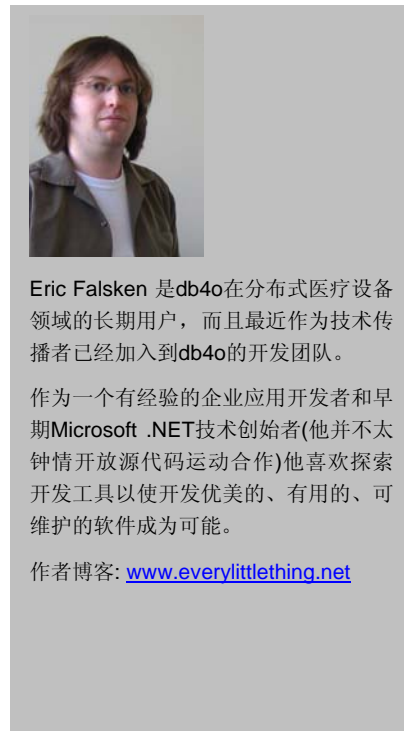 Eric Falsken 是db4o在分布式医疗设备
领域的长期用户，而且最近作为技术传
播者已经加入到db4o的开发团队。
作为一个有经验的企业应用开发者和早
期Microsoft .NET技术创始者(他并不太
钟情开放源代码运动合作)他喜欢探索
开发工具以使开发优美的、有用的、可
维护的软件成为可能。
作者博客: www.everylittlething.net